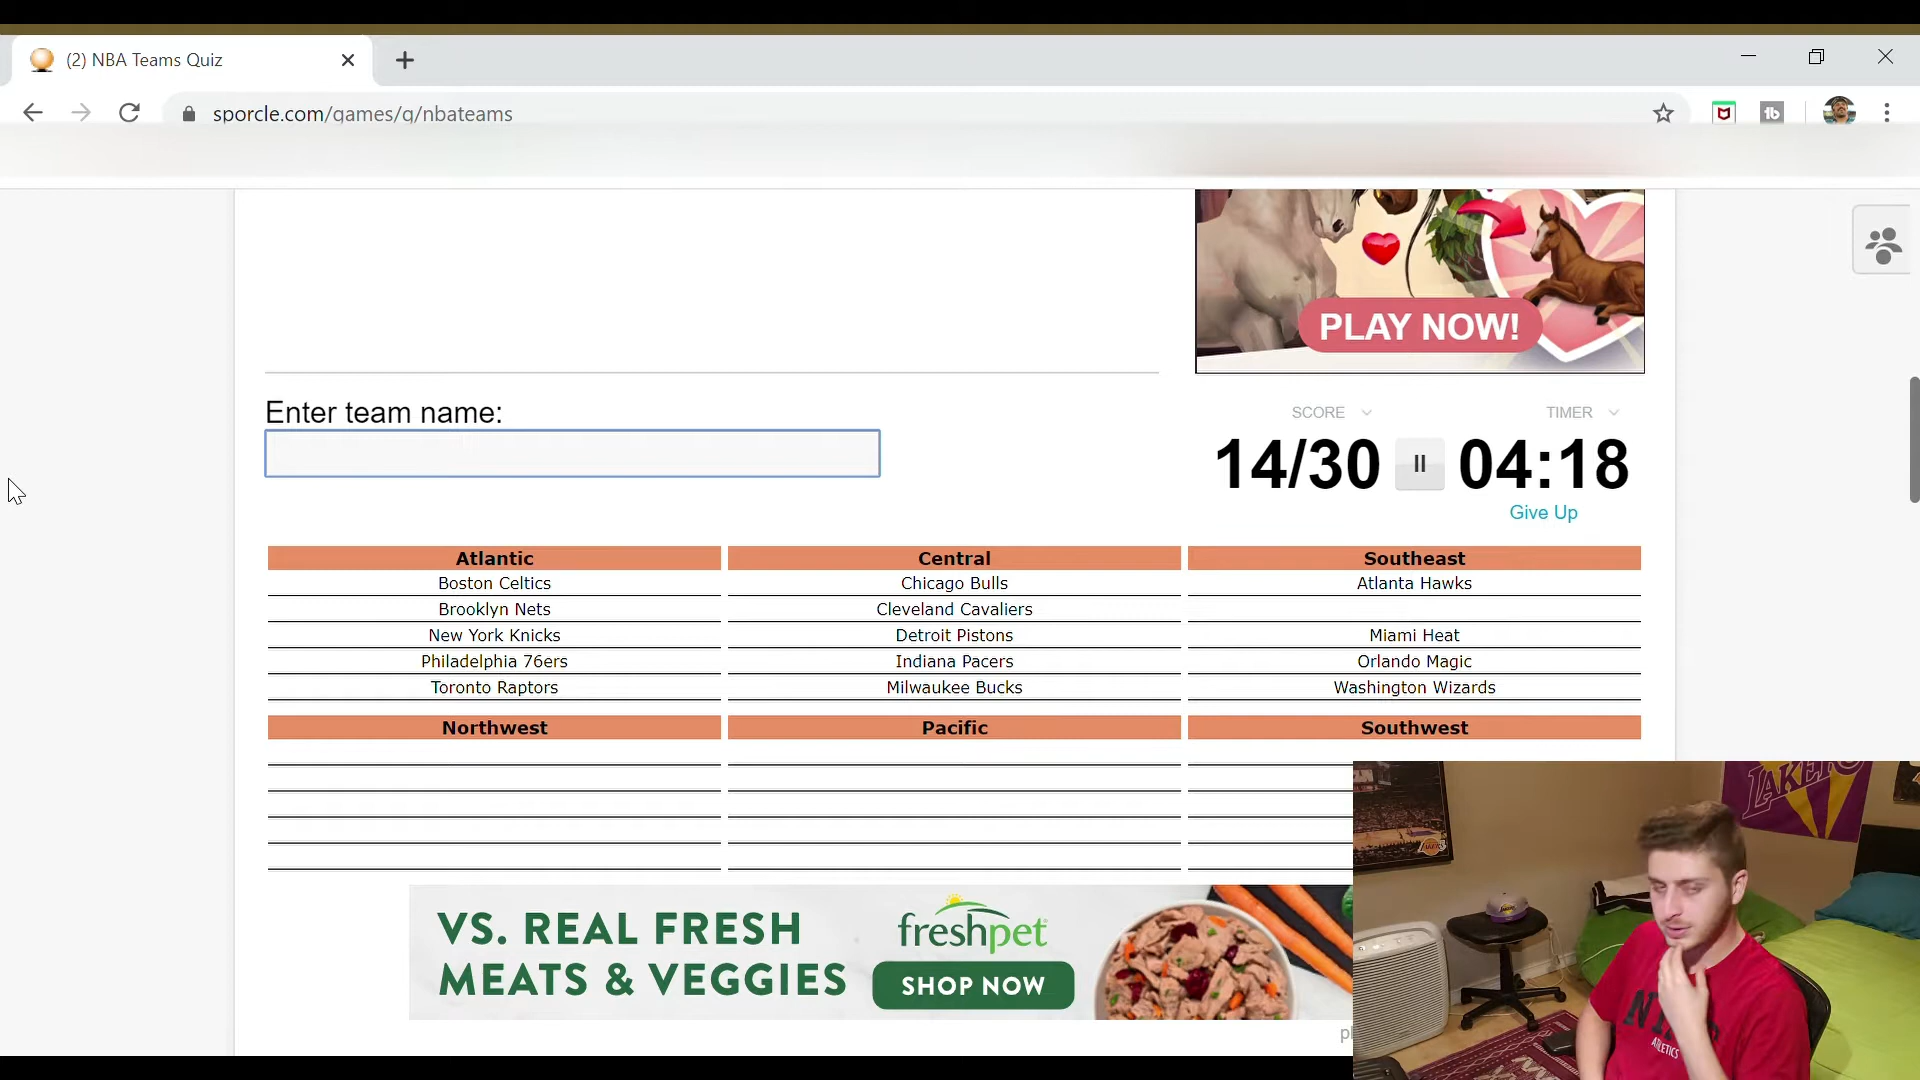 (2) NBA Teams Quiz
sporcle.com/games/g/nbateams
PLAY NOW!
Enter team name:
SCORE
TIMER
14/30
04:18
Give Up
Atlantic
Central
Southeast
Boston Celtics
Chicago Bulls
Atlanta Hawks
Brooklyn Nets
Cleveland Cavaliers
New York Knicks
Detroit Pistons
Miami Heat
Philadelphia 76ers
Indiana Pacers
Orlando Magic
Toronto Raptors
Milwaukee Bucks
Washington Wizards
Northwest
Pacific
Southwest
VS. REAL FRESH
MEATS & VEGGIES
freshpet
SHOP NOW
LAKERS
ATHLETICS